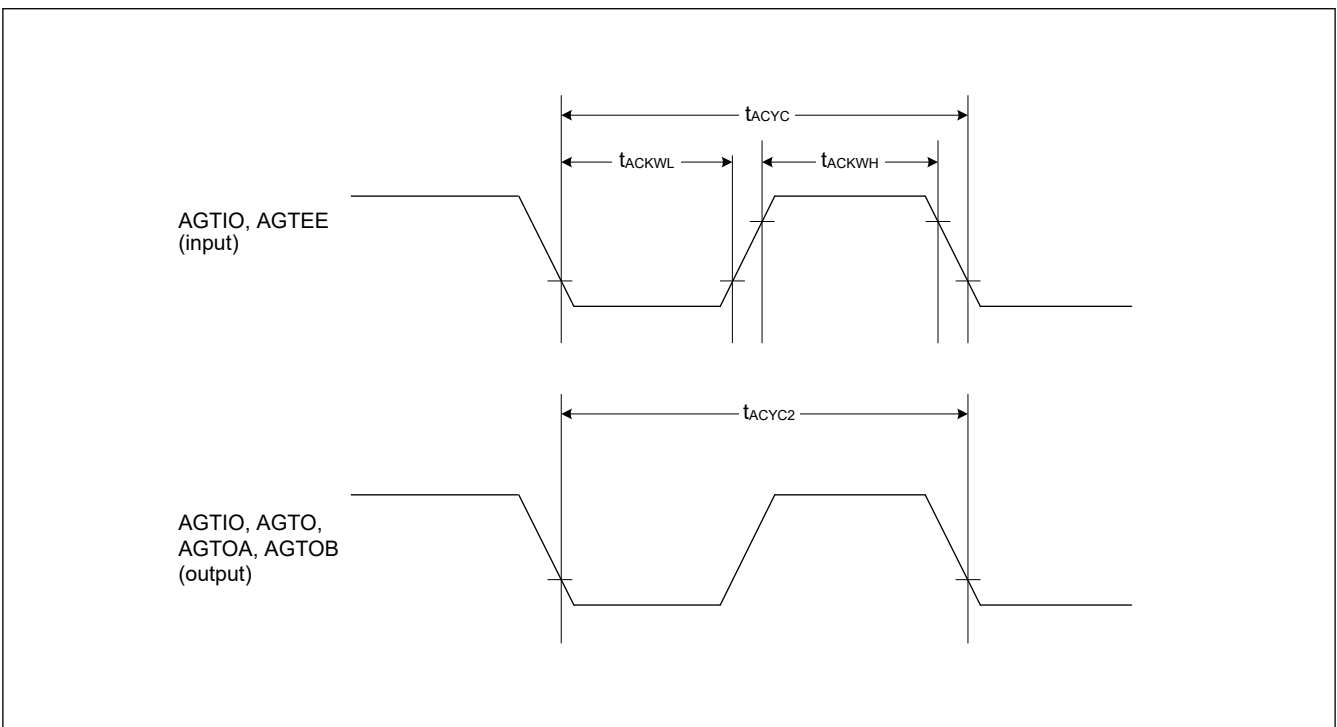 tACYC
tACKWL
tACKWH
AGTIO, AGTEE
(input)
tACYC2
AGTIO, AGTO,
AGTOA, AGTOB
(output)